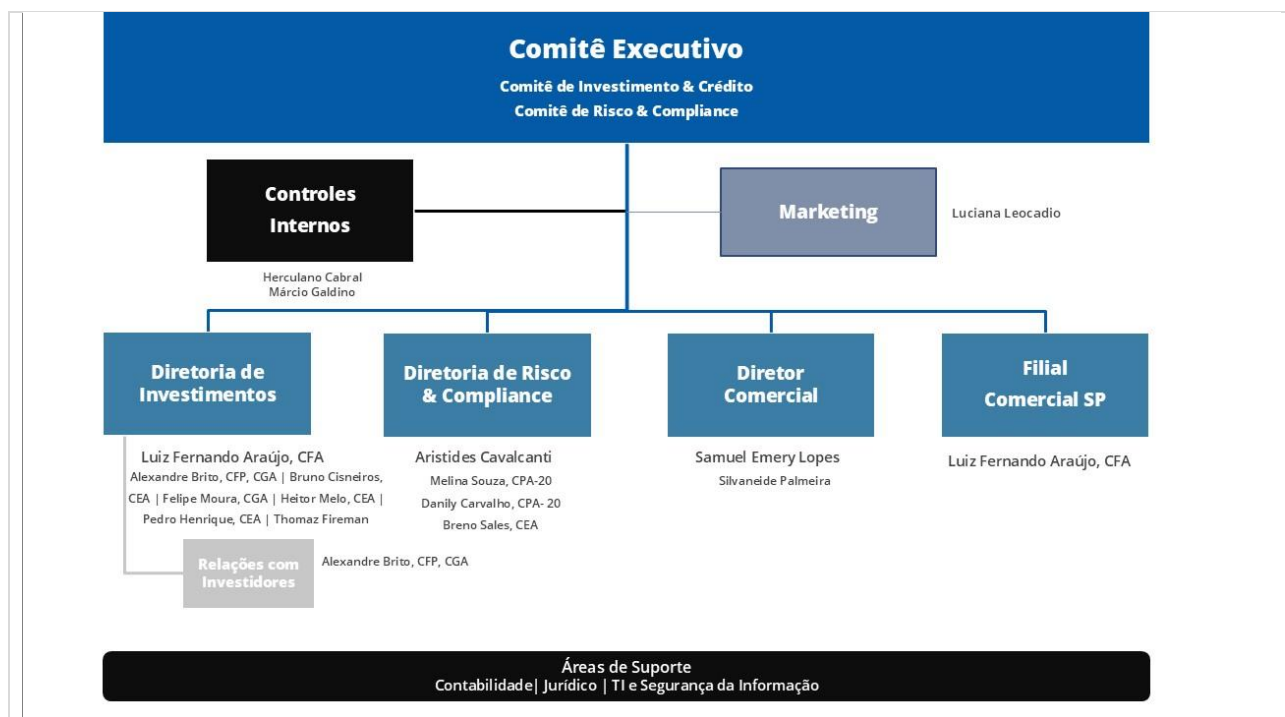 Comitê Executivo
Comitê de Investimento & Crédito
Comitê de Risco & Compliance
Controles
Internos
Herculano Cabral
Márcio Galdino
Marketing
Luciana Leocadio
Diretoria de
Investimentos
Luiz Fernando Araújo, CFA
Alexandre Brito, CFP, CGA | Bruno Cisneiros,
CEA | Felipe Moura, CGA | Heitor Melo, CEA |
Pedro Henrique, CEA | Thomaz Fireman
Relações com
Investidores
Alexandre Brito, CFP, CGA
Diretoria de Risco
& Compliance
Aristides Cavalcanti
Melina Souza, CPA-20
Danily Carvalho, CPA- 20
Breno Sales, CEA
Diretor
Comercial
Samuel Emery Lopes
Silvaneide Palmeira
Filial
Comercial SP
Luiz Fernando Araújo, CFA
Áreas de Suporte
Contabilidade| Jurídico | TI e Segurança da Informação